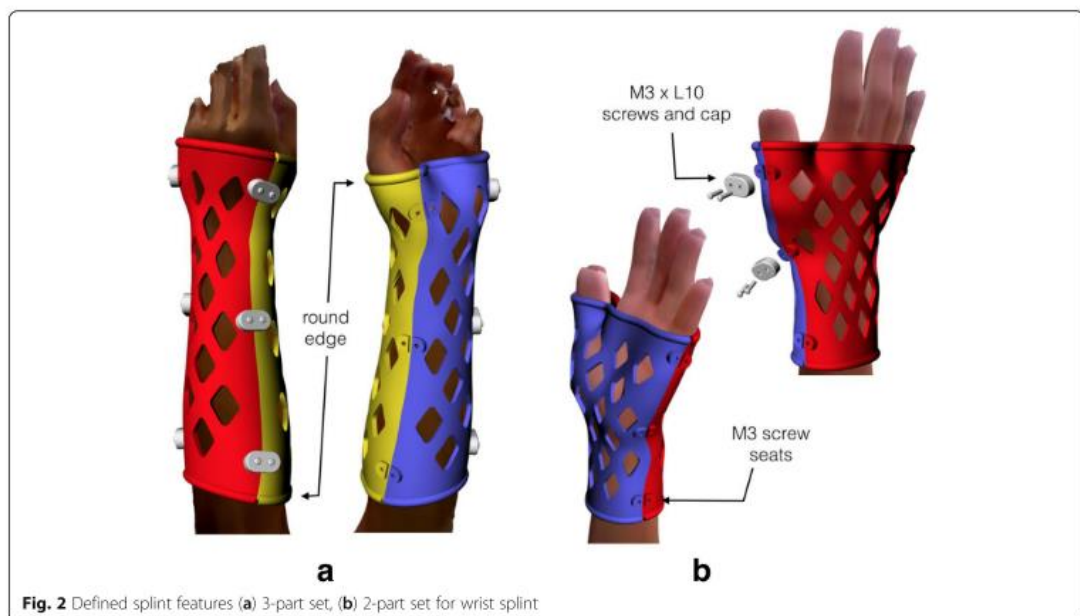 M3 x L10
screws and cap
round
edge
M3 screw
seats
a
b
Fig. 2 Defined splint features (a) 3-part set, (b) 2-part set for wrist splint